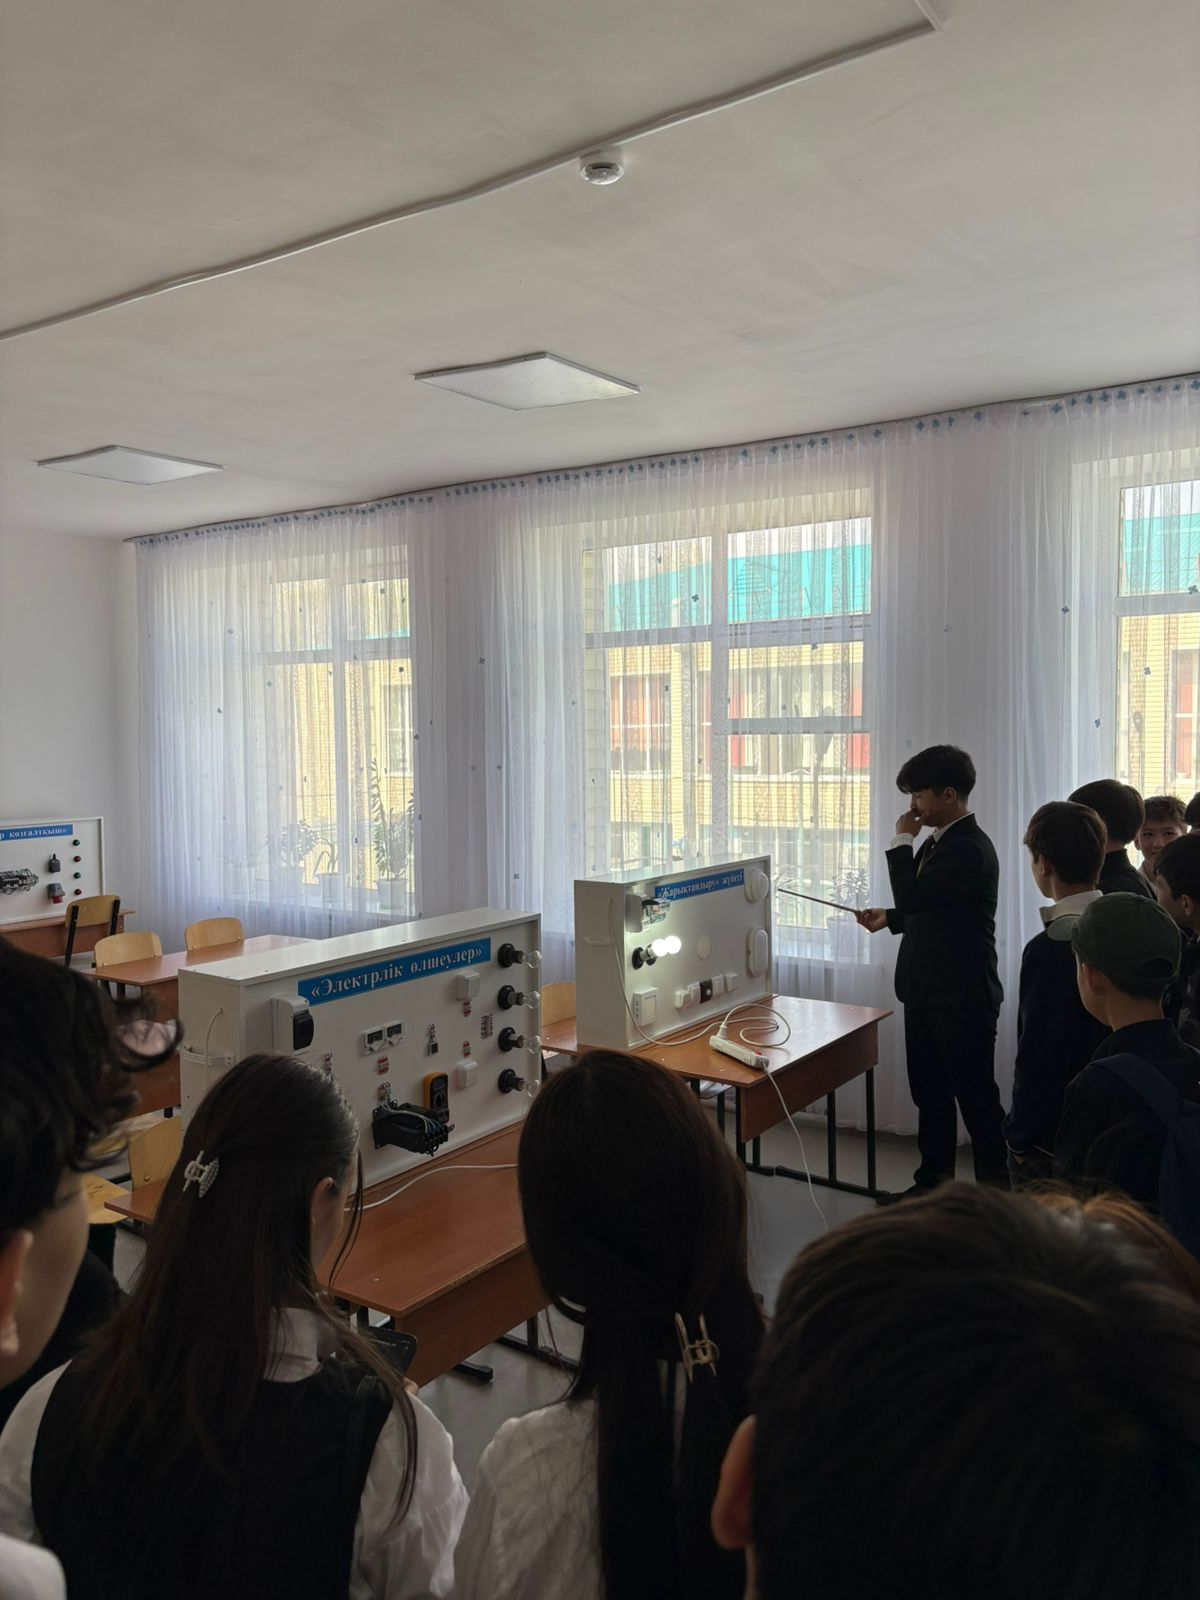 р қозғалтқыш»
«Электрлік өлшеулер»
«Жарықтандыру» жүйесі